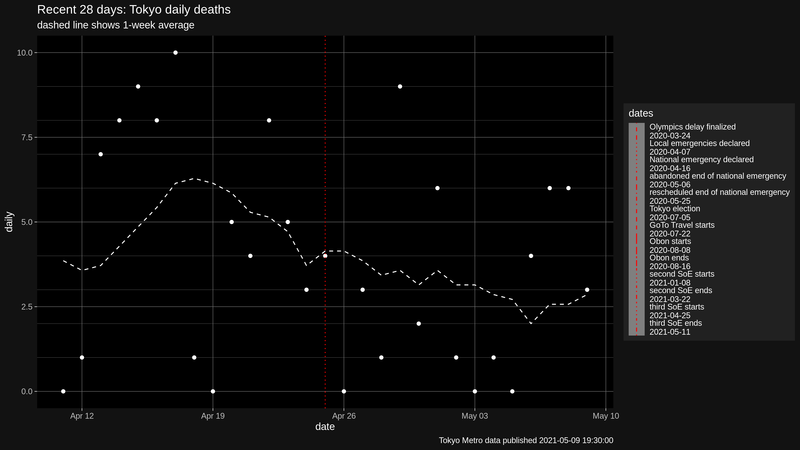 Recent 28 days: Tokyo daily deaths
dashed line shows 1-week average
10.0
7.5
5.0
2.5
0.0
daily
Apr 12
Apr 19
Apr 26
May 03
May 10
date
Tokyo Metro data published 2021-05-09 19:30:00
dates
Olympics delay finalized
2020-03-24
Local emergencies declared
2020-04-07
National emergency declared
2020-04-16
abandoned end of national emergency
2020-05-06
rescheduled end of national emergency
2020-05-25
Tokyo election
2020-07-05
GoTo Travel starts
2020-07-22
Obon starts
2020-08-08
Obon ends
2020-08-16
second SoE starts
2021-01-08
second SoE ends
2021-03-22
third SoE starts
2021-04-25
third SoE ends
2021-05-11